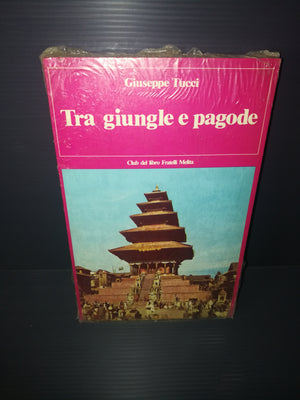 Giuseppe Tucci
Tra giungle e pagode
Club del libro Fratelli Melita